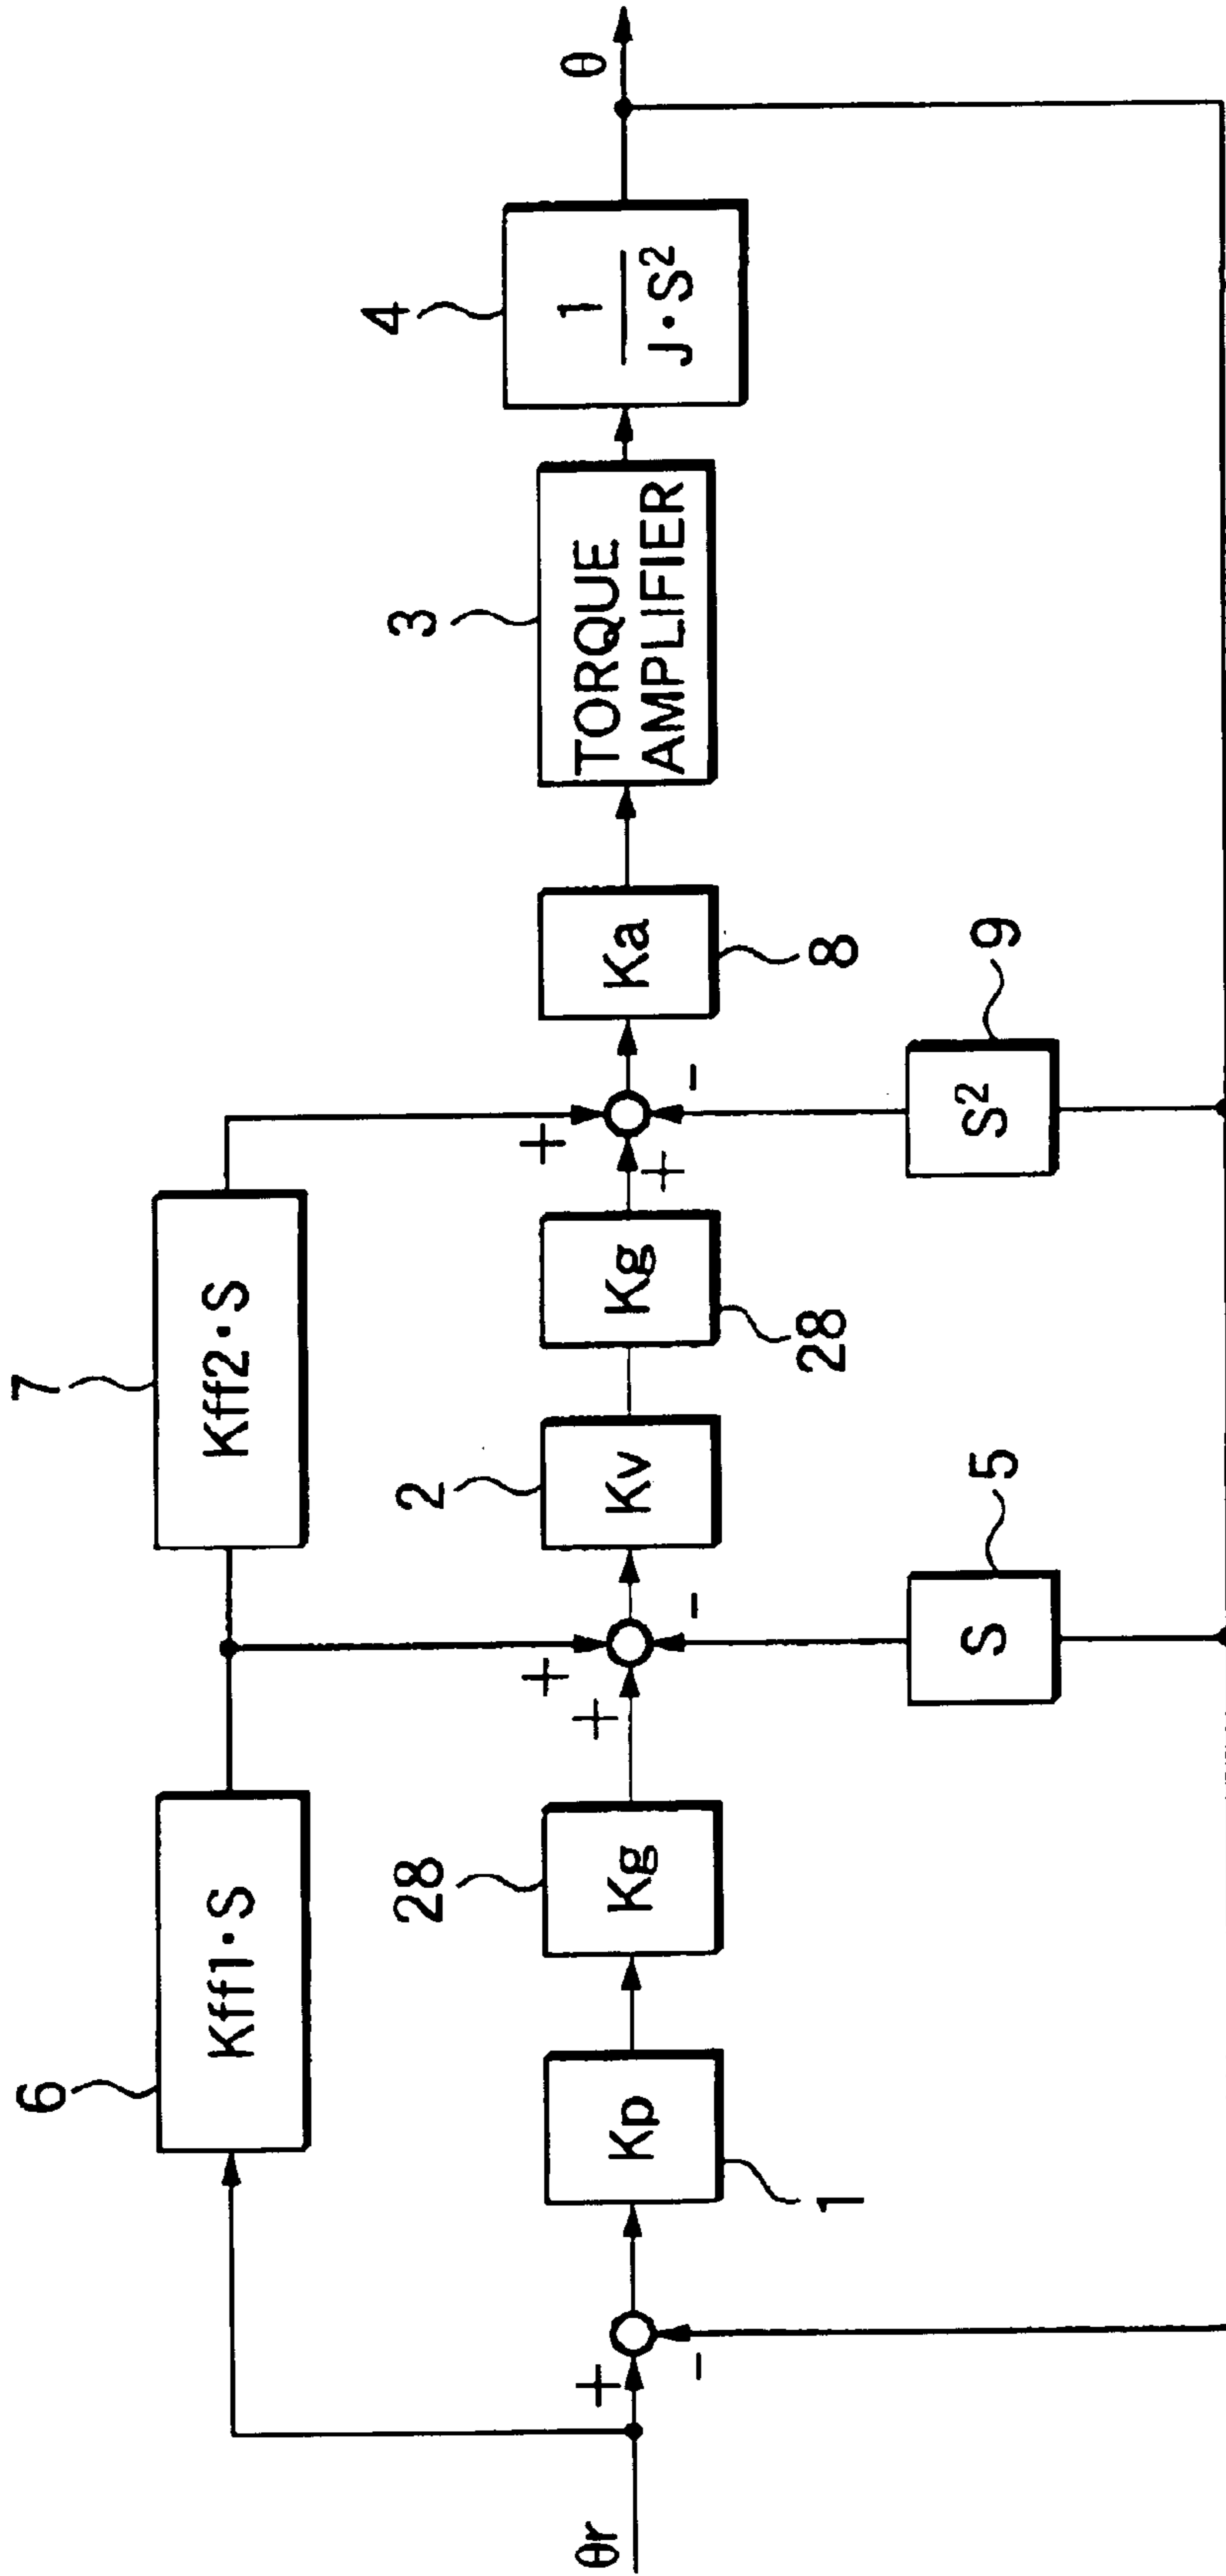 6
Kff1·S
7
Kff2·S
θr
+
-
Kp
1
28
Kg
+
+
-
2
Kv
Kg
28
+
+
-
Ka
8
3
TORQUE
AMPLIFIER
4
1
J·S²
θ
S
5
S²
9